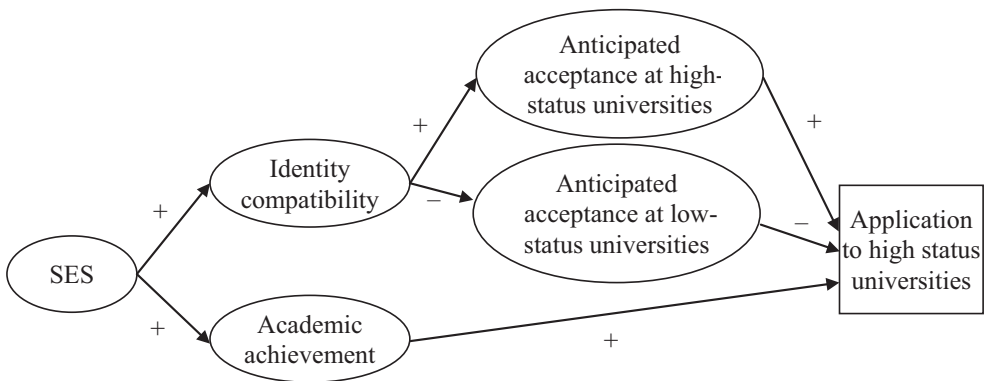 Anticipated
acceptance at high-
status universities
+
+
Identity
compatibility
−
Anticipated
acceptance at low-
status universities
−
Application
to high status
universities
+
SES
+
Academic
achievement
+